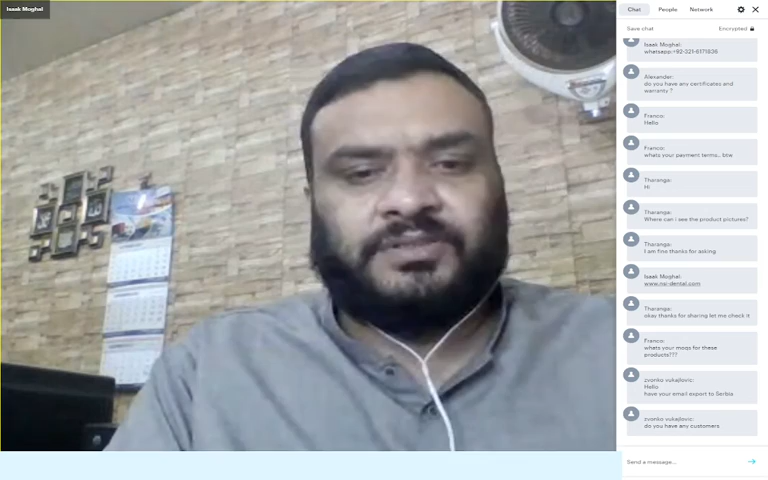 Isaak Moghal
Chat
People
Network
Save chat
Encrypted
Isaak Moghal:
whatsapp:+92-321-6171836
Alexander:
do you have any certificates and
warranty ?
Franco:
Hello
Franco:
whats your payment terms.. btw
Tharanga:
Hi
Tharanga:
Where can i see the product pictures?
Tharanga:
I am fine thanks for asking
Isaak Moghal:
www.nsi-dental.com
Tharanga:
okay thanks for sharing let me check it
Franco:
whats your moqs for these
products???
zvonko vukajlovic:
Hello
have your email export to Serbia
zvonko vukajlovic:
do you have any customers
Send a message...